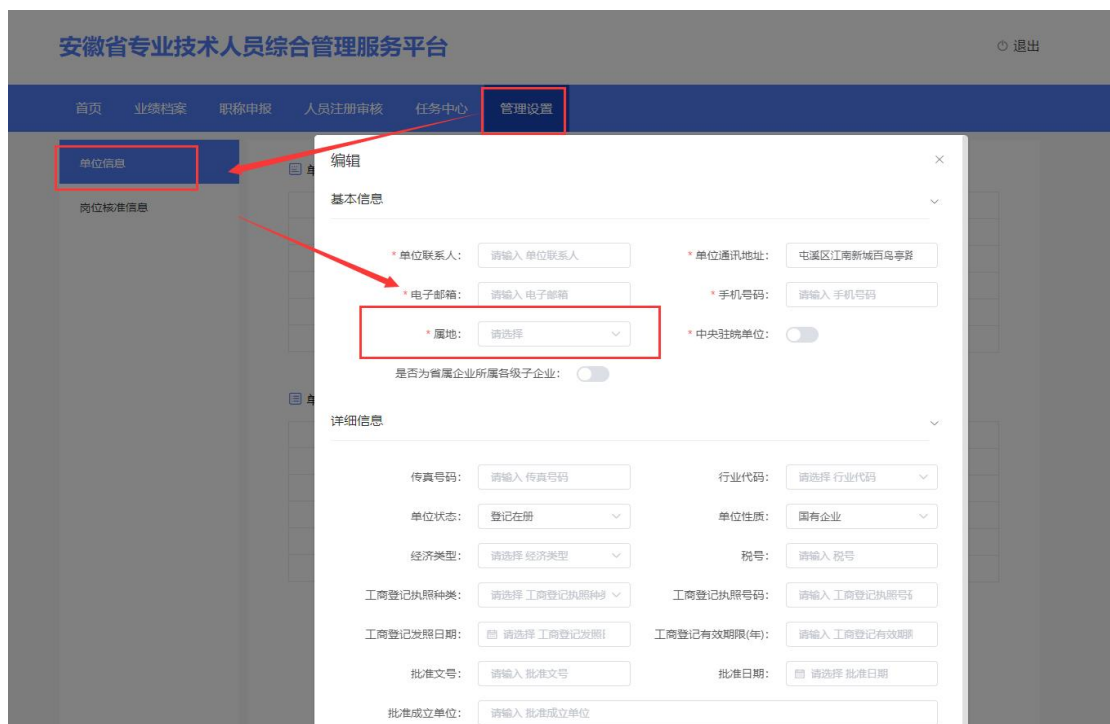 安徽省专业技术人员综合管理服务平台
退出
首页 业绩档案 职称申报 人员注册审核 任务中心 管理设置
单位信息
岗位核准信息
单
编辑
基本信息
* 单位联系人: 请输入 单位联系人 * 单位通讯地址: 屯溪区江南新城百鸟亭路
* 电子邮箱: 请输入 电子邮箱 * 手机号码: 请输入 手机号码
* 属地: 请选择 * 中央驻皖单位:
是否为省属企业所属各级子企业:
单
详细信息
传真号码: 请输入 传真号码 行业代码: 请选择 行业代码
单位状态: 登记在册 单位性质: 国有企业
经济类型: 请选择 经济类型 税号: 请输入 税号
工商登记执照种类: 请选择 工商登记执照种 工商登记执照号码: 请输入 工商登记执照号
工商登记发照日期: 请选择 工商登记发照 工商登记有效期限(年): 请输入 工商登记有效期
批准文号: 请输入 批准文号 批准日期: 请选择 批准日期
批准成立单位: 请输入 批准成立单位